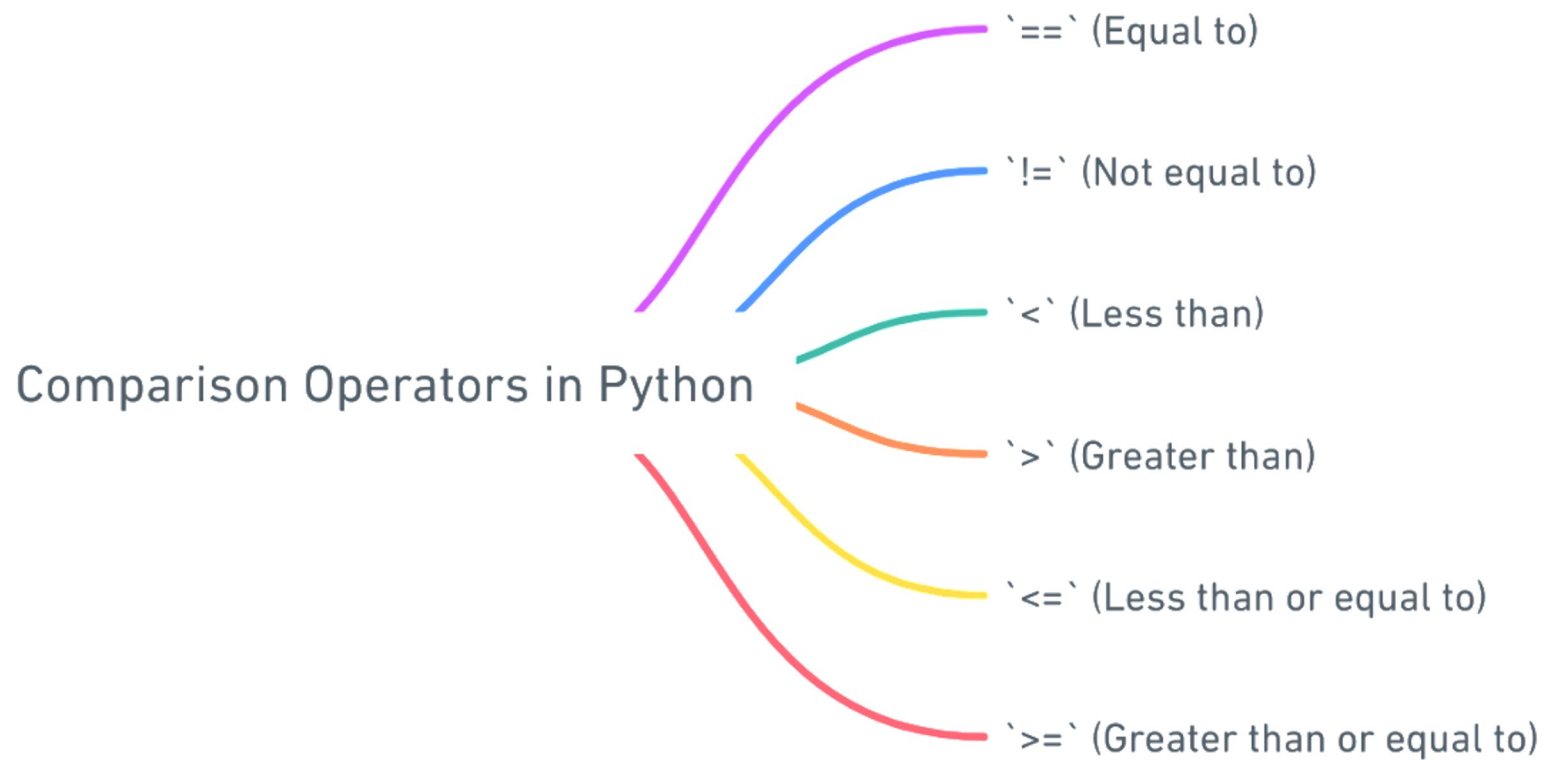 `==` (Equal to)
`!=` (Not equal to)
`<` (Less than)
Comparison Operators in Python
`>` (Greater than)
`<=` (Less than or equal to)
`>=` (Greater than or equal to)